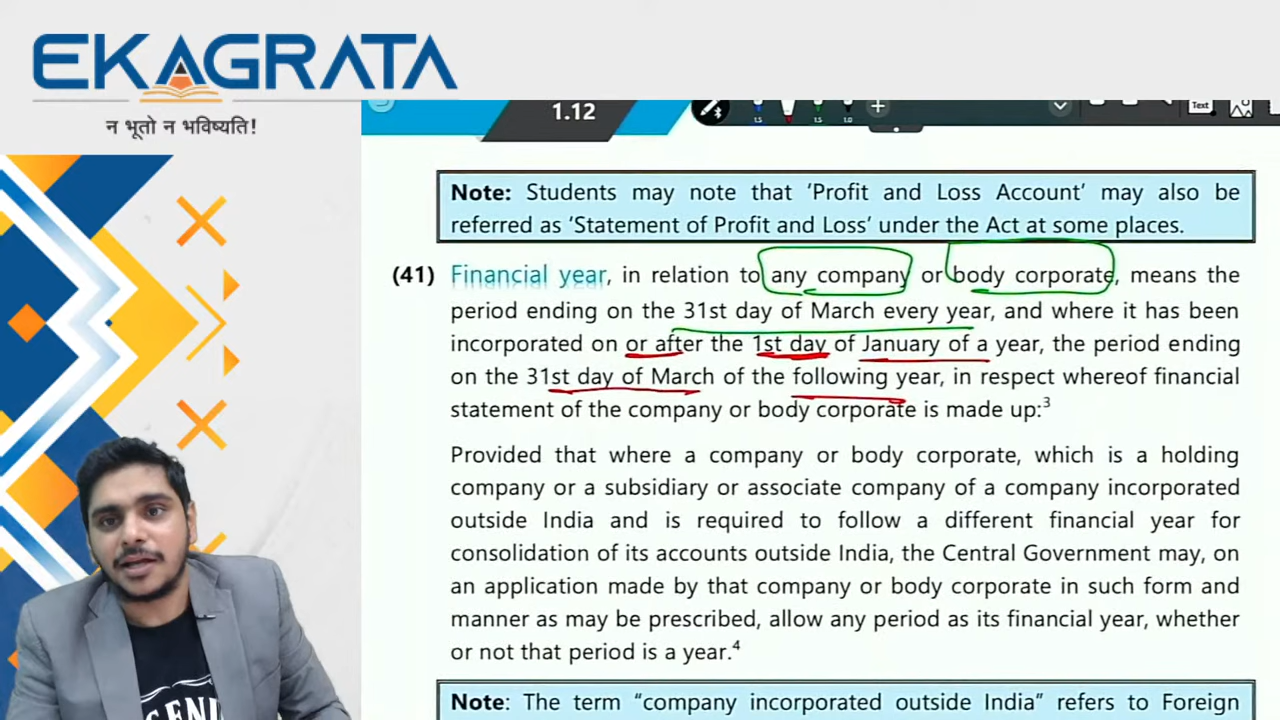 EKAGRATA
न भूतो न भविष्यति!
1.12
1.5
1.5
1.0
Text
Note: Students may note that ‘Profit and Loss Account’ may also be
referred as ‘Statement of Profit and Loss’ under the Act at some places.
(41) Financial year, in relation to any company or body corporate, means the
period ending on the 31st day of March every year, and where it has been
incorporated on or after the 1st day of January of a year, the period ending
on the 31st day of March of the following year, in respect whereof financial
statement of the company or body corporate is made up:³
Provided that where a company or body corporate, which is a holding
company or a subsidiary or associate company of a company incorporated
outside India and is required to follow a different financial year for
consolidation of its accounts outside India, the Central Government may, on
an application made by that company or body corporate in such form and
manner as may be prescribed, allow any period as its financial year, whether
or not that period is a year.⁴
Note: The term “company incorporated outside India” refers to Foreign